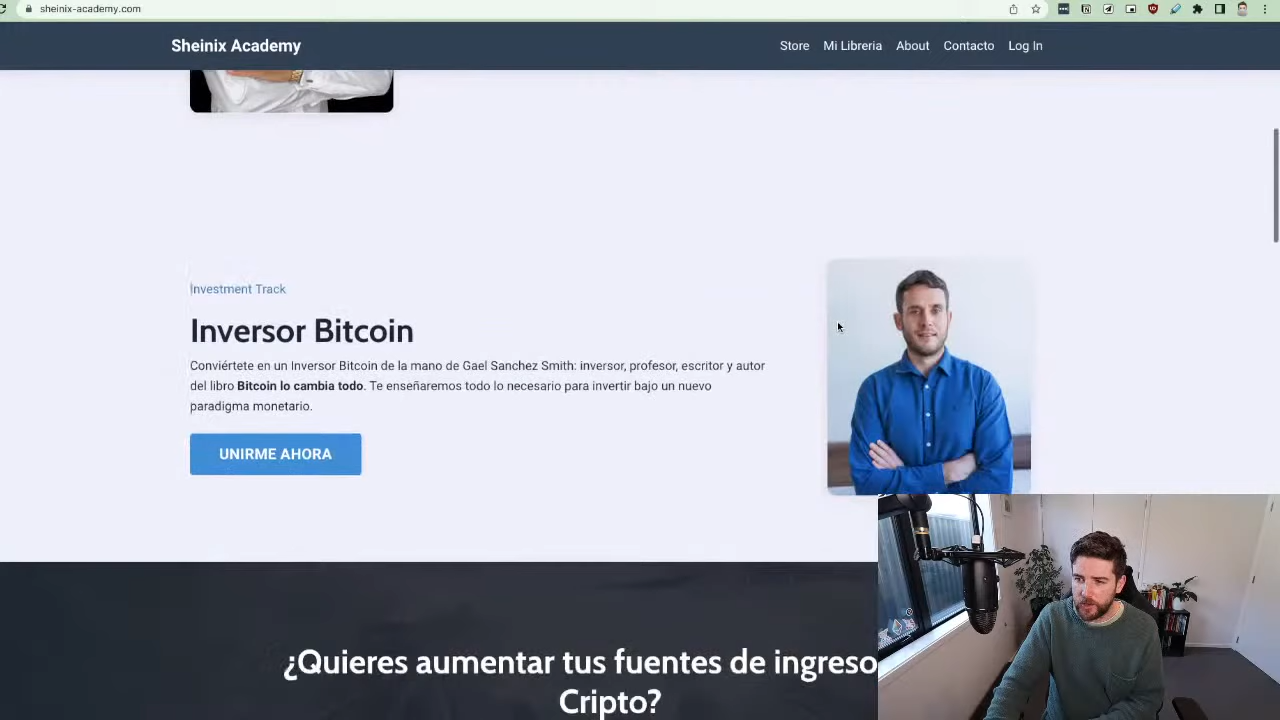 sheinix-academy.com
Sheinix Academy
Store Mi Libreria About Contacto Log In
Investment Track
Inversor Bitcoin
Conviértete en un Inversor Bitcoin de la mano de Gael Sanchez Smith: inversor, profesor, escritor y autor
del libro Bitcoin lo cambia todo. Te enseñaremos todo lo necesario para invertir bajo un nuevo
paradigma monetario.
UNIRME AHORA
¿Quieres aumentar tus fuentes de ingreso
Cripto?